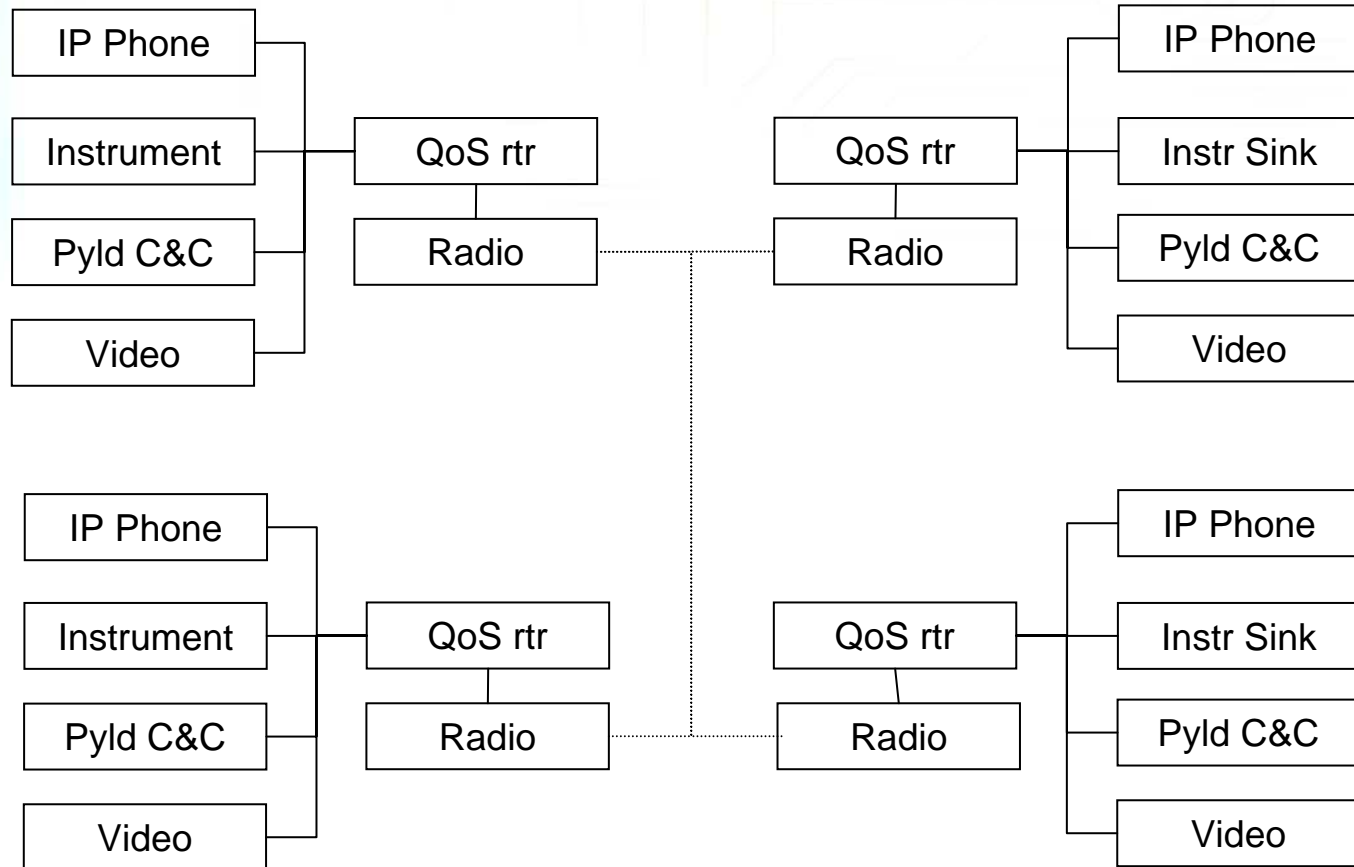 IP Phone
Instrument
Pyld C&C
Video
QoS rtr
Radio
QoS rtr
Radio
IP Phone
Instr Sink
Pyld C&C
Video
IP Phone
Instrument
Pyld C&C
Video
QoS rtr
Radio
QoS rtr
Radio
IP Phone
Instr Sink
Pyld C&C
Video